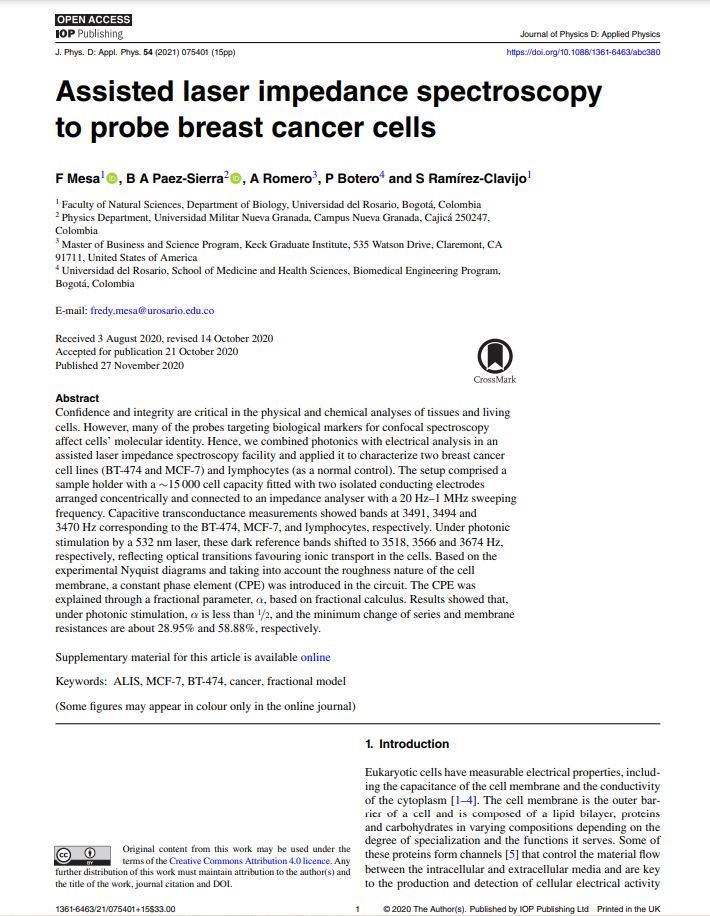 OPEN ACCESS
IOP Publishing
Journal of Physics D: Applied Physics
J. Phys. D: Appl. Phys. 54 (2021) 075401 (15pp)
https://doi.org/10.1088/1361-6463/abc380
Assisted laser impedance spectroscopy
to probe breast cancer cells
F Mesa1, B A Paez-Sierra2, A Romero3, P Botero4 and S Ramírez-Clavijo1
1 Faculty of Natural Sciences, Department of Biology, Universidad del Rosario, Bogotá, Colombia
2 Physics Department, Universidad Militar Nueva Granada, Campus Nueva Granada, Cajicá 250247,
Colombia
3 Master of Business and Science Program, Keck Graduate Institute, 535 Watson Drive, Claremont, CA
91711, United States of America
4 Universidad del Rosario, School of Medicine and Health Sciences, Biomedical Engineering Program,
Bogotá, Colombia
E-mail: fredy.mesa@urosario.edu.co
Received 3 August 2020, revised 14 October 2020
Accepted for publication 21 October 2020
Published 27 November 2020
CrossMark
Abstract
Confidence and integrity are critical in the physical and chemical analyses of tissues and living
cells. However, many of the probes targeting biological markers for confocal spectroscopy
affect cells' molecular identity. Hence, we combined photonics with electrical analysis in an
assisted laser impedance spectroscopy facility and applied it to characterize two breast cancer
cell lines (BT-474 and MCF-7) and lymphocytes (as a normal control). The setup comprised a
sample holder with a ∼15 000 cell capacity fitted with two isolated conducting electrodes
arranged concentrically and connected to an impedance analyser with a 20 Hz–1 MHz sweeping
frequency. Capacitive transconductance measurements showed bands at 3491, 3494 and
3470 Hz corresponding to the BT-474, MCF-7, and lymphocytes, respectively. Under photonic
stimulation by a 532 nm laser, these dark reference bands shifted to 3518, 3566 and 3674 Hz,
respectively, reflecting optical transitions favouring ionic transport in the cells. Based on the
experimental Nyquist diagrams and taking into account the roughness nature of the cell
membrane, a constant phase element (CPE) was introduced in the circuit. The CPE was
explained through a fractional parameter, α, based on fractional calculus. Results showed that,
under photonic stimulation, α is less than 1/2, and the minimum change of series and membrane
resistances are about 28.95% and 58.88%, respectively.
Supplementary material for this article is available online
Keywords: ALIS, MCF-7, BT-474, cancer, fractional model
(Some figures may appear in colour only in the online journal)
1. Introduction
Eukaryotic cells have measurable electrical properties, includ-
ing the capacitance of the cell membrane and the conductivity
of the cytoplasm [1–4]. The cell membrane is the outer bar-
rier of a cell and is composed of a lipid bilayer, proteins
and carbohydrates in varying compositions depending on the
degree of specialization and the functions it serves. Some of
these proteins form channels [5] that control the material flow
between the intracellular and extracellular media and are key
to the production and detection of cellular electrical activity
cc BY
Original content from this work may be used under the
terms of the Creative Commons Attribution 4.0 licence. Any
further distribution of this work must maintain attribution to the author(s) and
the title of the work, journal citation and DOI.
1361-6463/21/075401+15$33.00
1
© 2020 The Author(s). Published by IOP Publishing Ltd Printed in the UK